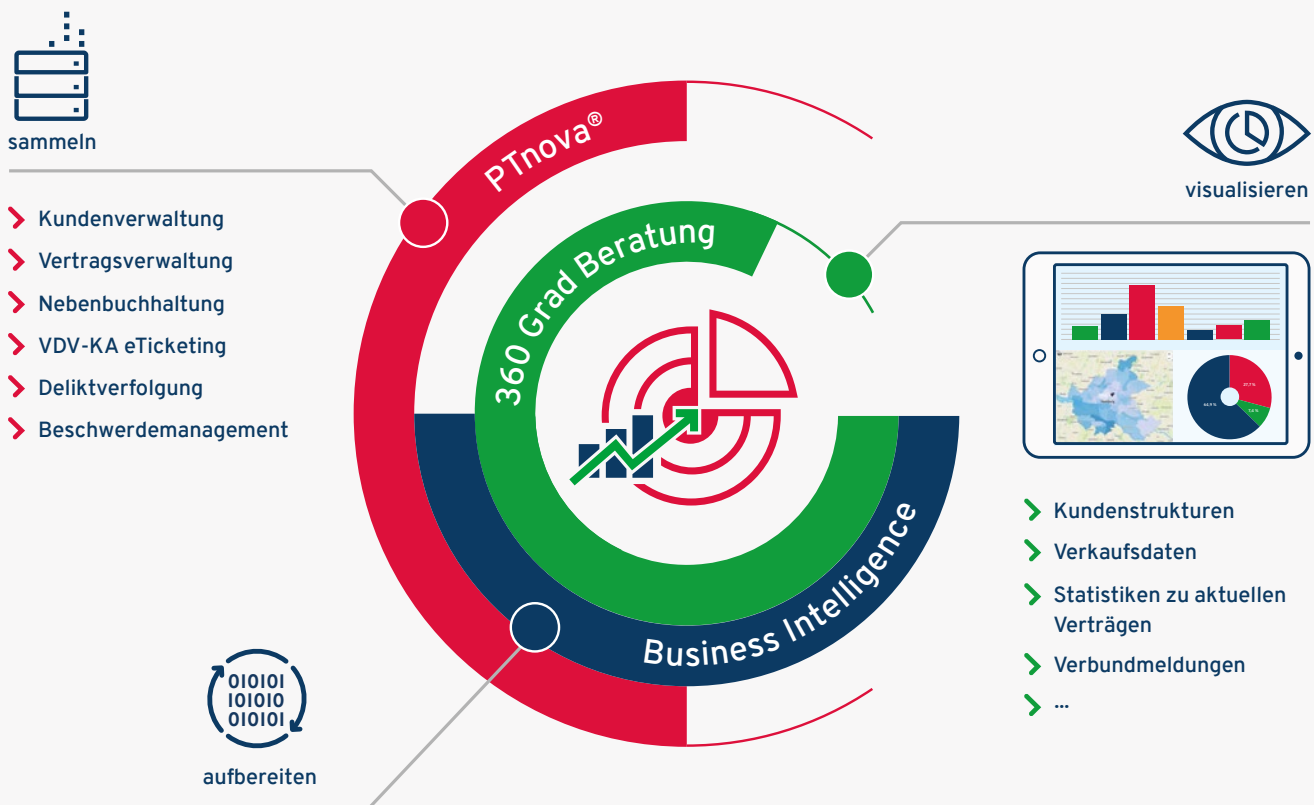 sammeln
Kundenverwaltung
Vertragsverwaltung
Nebenbuchhaltung
VDV-KA eTicketing
Deliktverfolgung
Beschwerdemanagement
PTnova®
360 Grad Beratung
Business Intelligence
010101
101010
010101
aufbereiten
visualisieren
Kundenstrukturen
Verkaufsdaten
Statistiken zu aktuellen
Verträgen
Verbundmeldungen
...